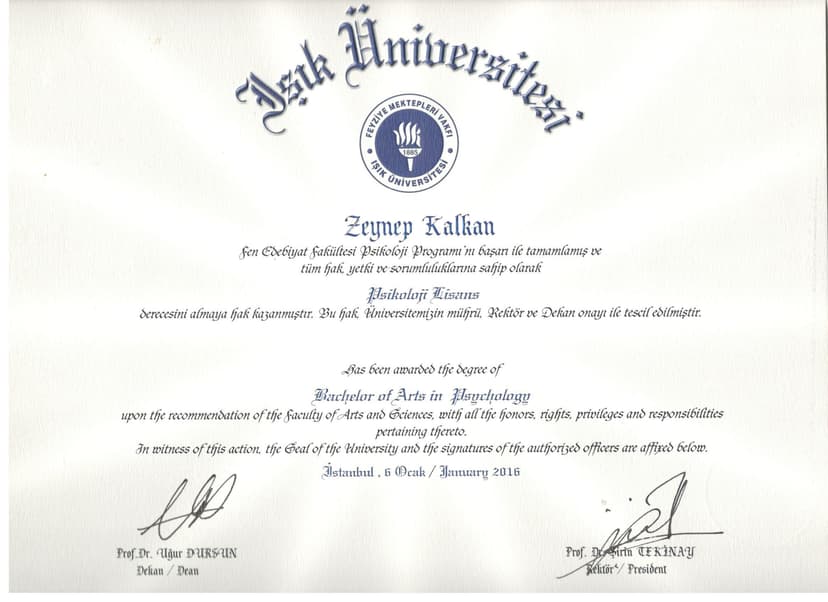 Işık Üniversitesi
FEYZİYE MEKTEPLERİ VAKFI
1885
IŞIK ÜNİVERSİTESİ
Zeynep Kalkan
Fen Edebiyat Fakültesi Psikoloji Programı'nı başarı ile tamamlamış ve
tüm hak, yetki ve sorumluluklarına sahip olarak
Psikoloji Lisans
derecesini almaya hak kazanmıştır. Bu hak, Üniversitemizin mührü, Rektör ve Dekan onayı ile tescil edilmiştir.
Has been awarded the degree of
Bachelor of Arts in Psychology
upon the recommendation of the Faculty of Arts and Sciences, with all the honors, rights, privileges and responsibilities
pertaining thereto.
In witness of this action, the Seal of the University and the signatures of the authorized officers are affixed below.
İstanbul , 6 Ocak / January 2016
Prof.Dr. Uğur DURSUN
Dekan / Dean
Prof. Dr. Şirin TEKİNAY
Rektör / President